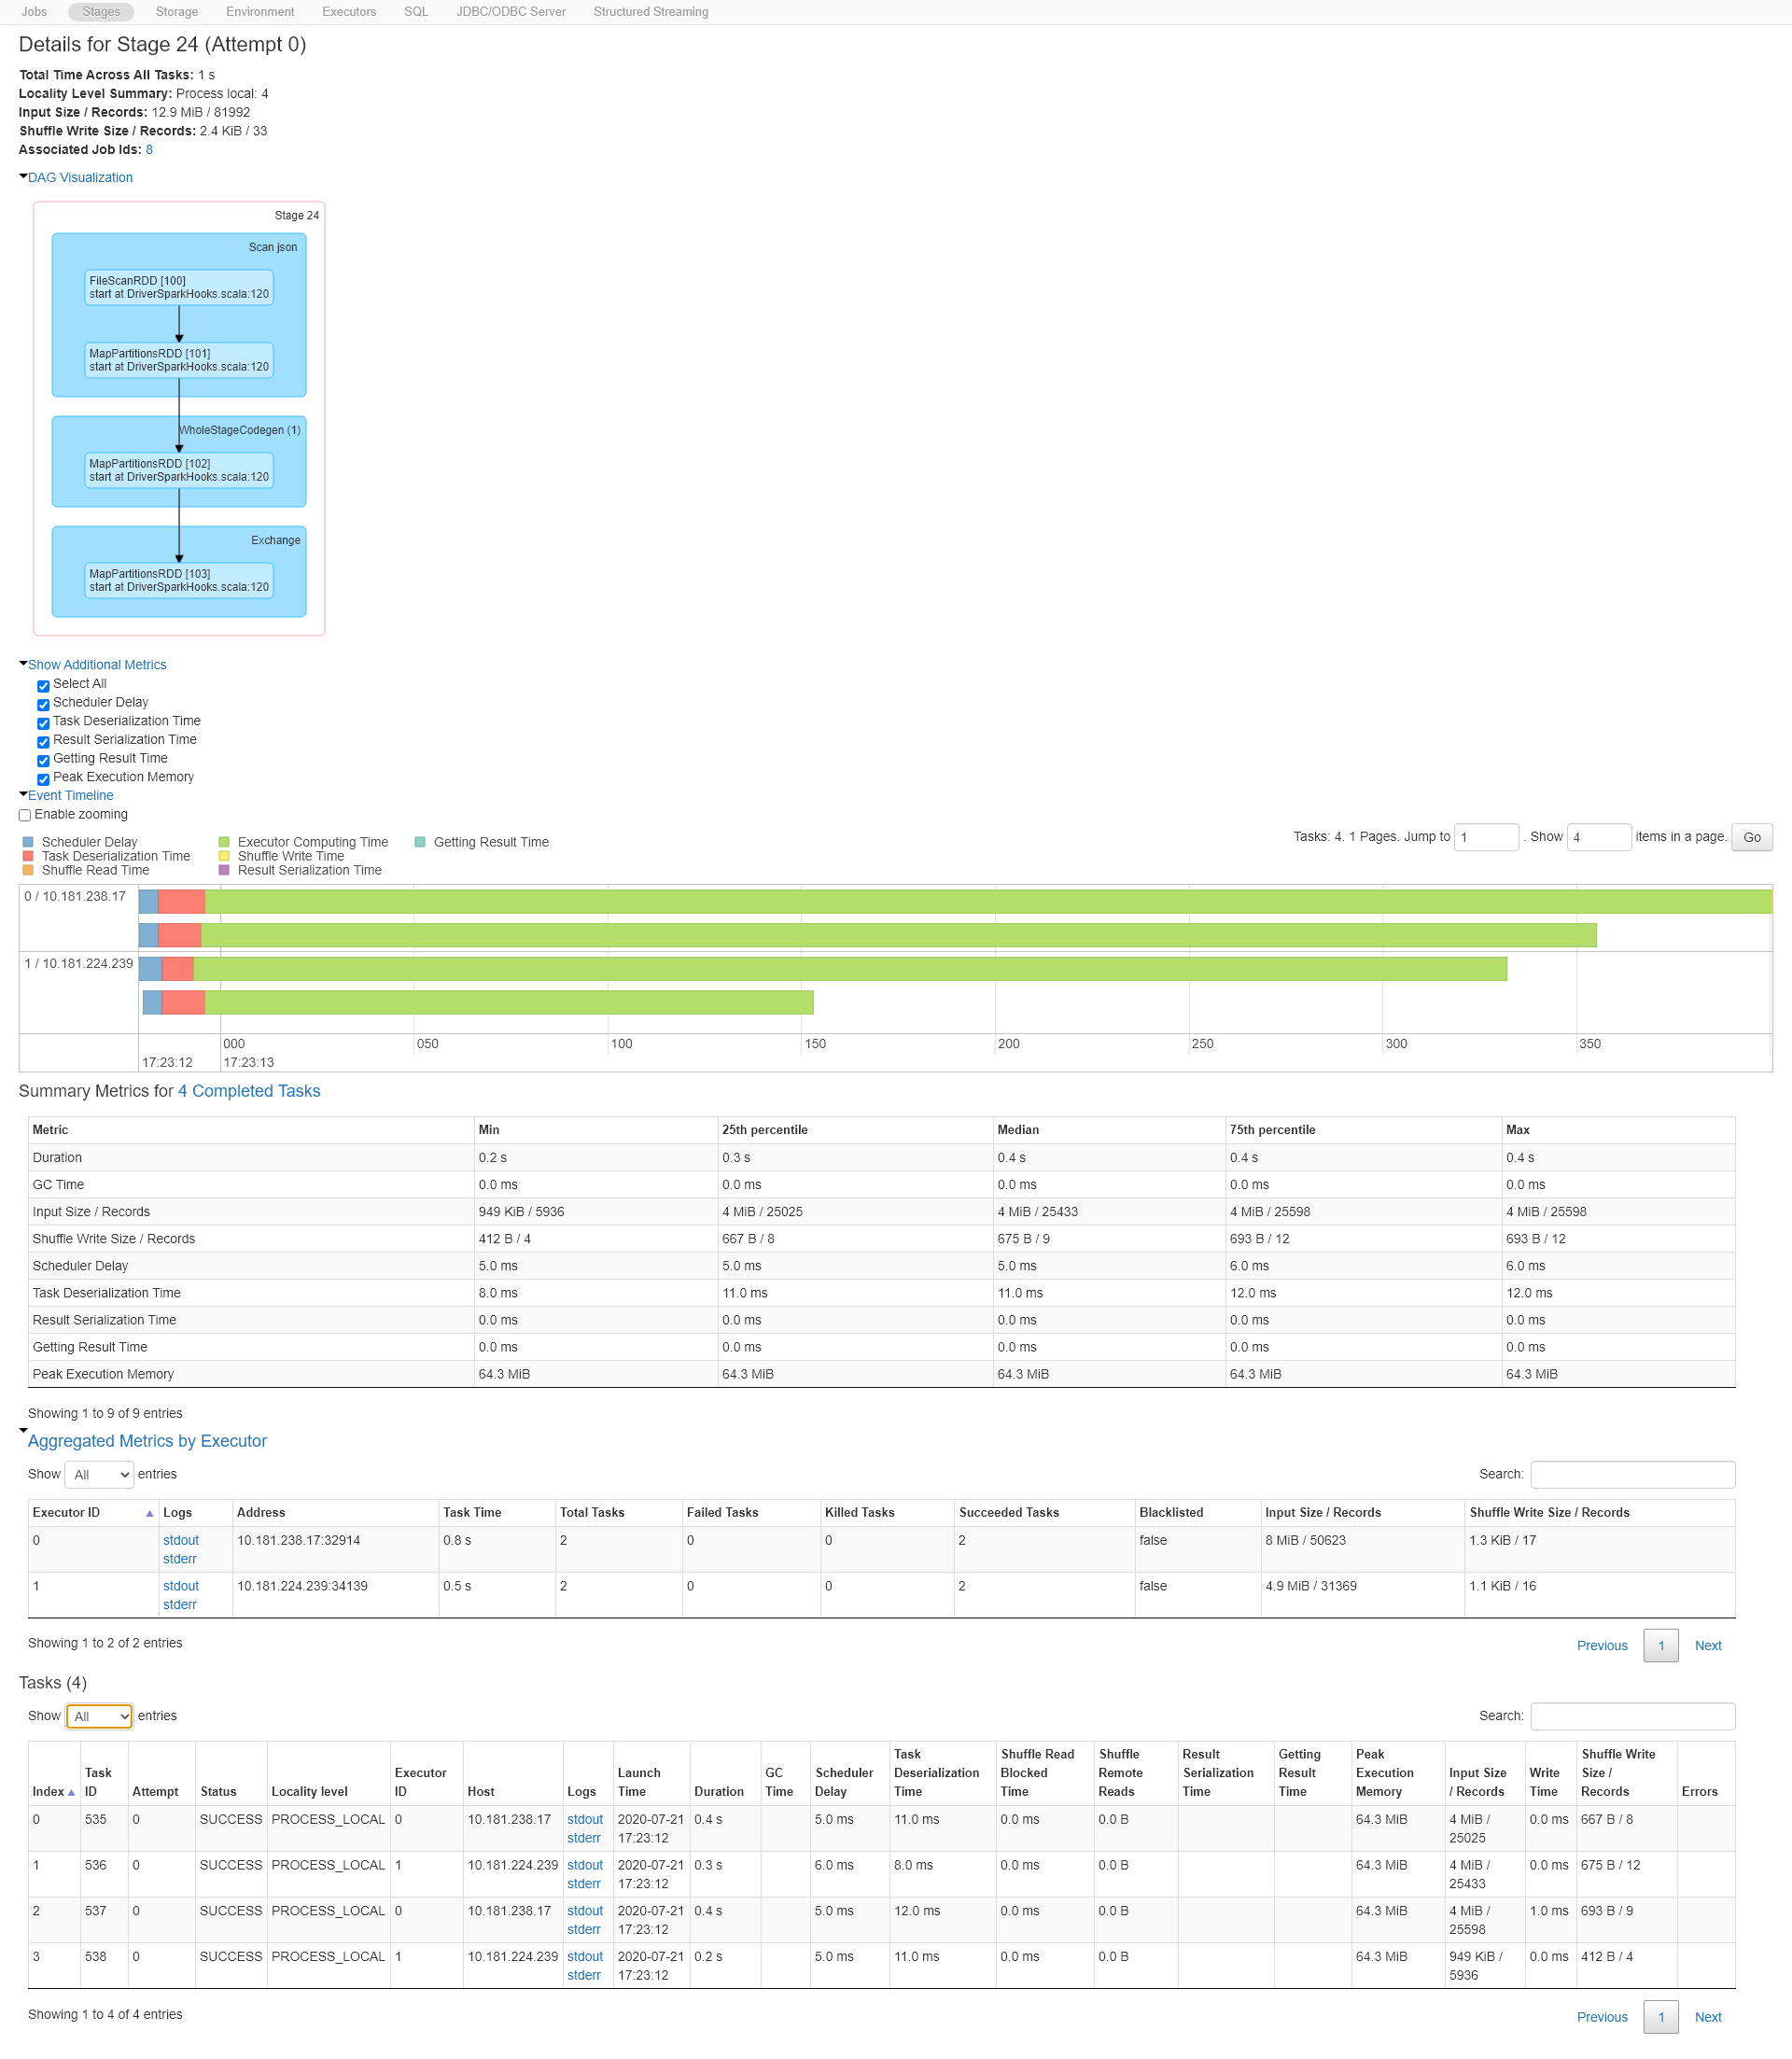 Jobs Stages Storage Environment Executors SQL JDBC/ODBC Server Structured Streaming
Details for Stage 24 (Attempt 0)
Total Time Across All Tasks: 1 s
Locality Level Summary: Process local: 4
Input Size / Records: 12.9 MiB / 81992
Shuffle Write Size / Records: 2.4 KiB / 33
Associated Job Ids: 8
DAG Visualization
Stage 24
Scan json
FileScanRDD [100]
start at DriverSparkHooks.scala:120
MapPartitionsRDD [101]
start at DriverSparkHooks.scala:120
WholeStageCodegen (1)
MapPartitionsRDD [102]
start at DriverSparkHooks.scala:120
Exchange
MapPartitionsRDD [103]
start at DriverSparkHooks.scala:120
Show Additional Metrics
Select All
Scheduler Delay
Task Deserialization Time
Result Serialization Time
Getting Result Time
Peak Execution Memory
Event Timeline
Enable zooming
Tasks: 4. 1 Pages. Jump to 1 . Show 4 items in a page. Go
Scheduler Delay Executor Computing Time Getting Result Time
Task Deserialization Time Shuffle Write Time
Shuffle Read Time Result Serialization Time
0 / 10.181.238.17
1 / 10.181.224.239
000 050 100 150 200 250 300 350
17:23:12 17:23:13
Summary Metrics for 4 Completed Tasks
Metric Min 25th percentile Median 75th percentile Max
Duration 0.2 s 0.3 s 0.4 s 0.4 s 0.4 s
GC Time 0.0 ms 0.0 ms 0.0 ms 0.0 ms 0.0 ms
Input Size / Records 949 KiB / 5936 4 MiB / 25025 4 MiB / 25433 4 MiB / 25598 4 MiB / 25598
Shuffle Write Size / Records 412 B / 4 667 B / 8 675 B / 9 693 B / 12 693 B / 12
Scheduler Delay 5.0 ms 5.0 ms 5.0 ms 6.0 ms 6.0 ms
Task Deserialization Time 8.0 ms 11.0 ms 11.0 ms 12.0 ms 12.0 ms
Result Serialization Time 0.0 ms 0.0 ms 0.0 ms 0.0 ms 0.0 ms
Getting Result Time 0.0 ms 0.0 ms 0.0 ms 0.0 ms 0.0 ms
Peak Execution Memory 64.3 MiB 64.3 MiB 64.3 MiB 64.3 MiB 64.3 MiB
Showing 1 to 9 of 9 entries
Aggregated Metrics by Executor
Show All entries Search:
Executor ID Logs Address Task Time Total Tasks Failed Tasks Killed Tasks Succeeded Tasks Blacklisted Input Size / Records Shuffle Write Size / Records
0 stdout 10.181.238.17:32914 0.8 s 2 0 0 2 false 8 MiB / 50623 1.3 KiB / 17
stderr
1 stdout 10.181.224.239:34139 0.5 s 2 0 0 2 false 4.9 MiB / 31369 1.1 KiB / 16
stderr
Showing 1 to 2 of 2 entries Previous 1 Next
Tasks (4)
Show All entries Search:
Shuffle Read Shuffle Result Getting Peak Shuffle Write
Task Executor Launch GC Scheduler
Task Deserialization Blocked Remote Serialization Result Execution Input Size Write Size /
Index ID Attempt Status Locality level ID Host Logs Time Duration Time Delay Time Time Reads Time Time Memory / Records Time Records Errors
0 535 0 SUCCESS PROCESS_LOCAL 0 10.181.238.17 stdout 2020-07-21 0.4 s 5.0 ms 11.0 ms 0.0 ms 0.0 B 64.3 MiB 4 MiB / 0.0 ms 667 B / 8
stderr 17:23:12 25025
1 536 0 SUCCESS PROCESS_LOCAL 1 10.181.224.239 stdout 2020-07-21 0.3 s 6.0 ms 8.0 ms 0.0 ms 0.0 B 64.3 MiB 4 MiB / 0.0 ms 675 B / 12
stderr 17:23:12 25433
2 537 0 SUCCESS PROCESS_LOCAL 0 10.181.238.17 stdout 2020-07-21 0.4 s 5.0 ms 12.0 ms 0.0 ms 0.0 B 64.3 MiB 4 MiB / 1.0 ms 693 B / 9
stderr 17:23:12 25598
3 538 0 SUCCESS PROCESS_LOCAL 1 10.181.224.239 stdout 2020-07-21 0.2 s 5.0 ms 11.0 ms 0.0 ms 0.0 B 64.3 MiB 949 KiB / 0.0 ms 412 B / 4
stderr 17:23:12 5936
Showing 1 to 4 of 4 entries Previous 1 Next